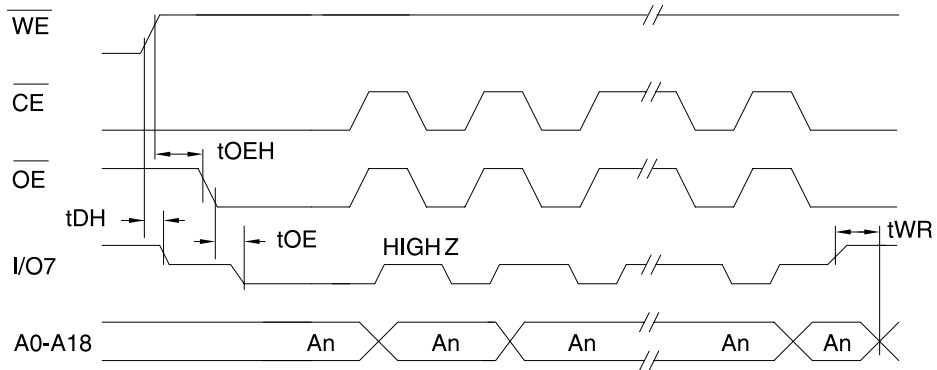 WE
CE
tOEH
OE
tDH
tOE
tWR
HIGH Z
I/O7
A0-A18 An An An An An